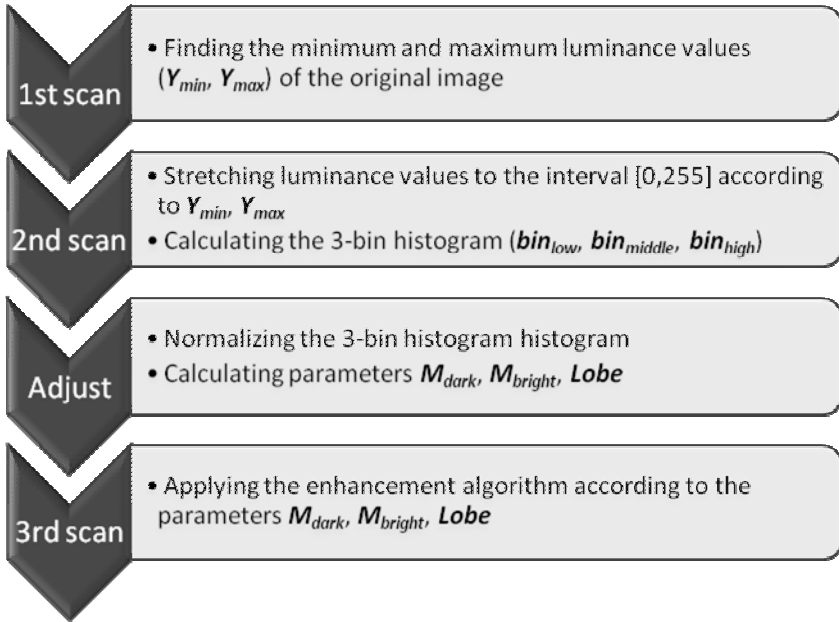 1st scan
• Finding the minimum and maximum luminance values
(Ymin, Ymax) of the original image
2nd scan
• Stretching luminance values to the interval [0,255] according
to Ymin, Ymax
• Calculating the 3-bin histogram (binlow, binmiddle, binhigh)
Adjust
• Normalizing the 3-bin histogram histogram
• Calculating parameters Mdark, Mbright, Lobe
3rd scan
• Applying the enhancement algorithm according to the
parameters Mdark, Mbright, Lobe